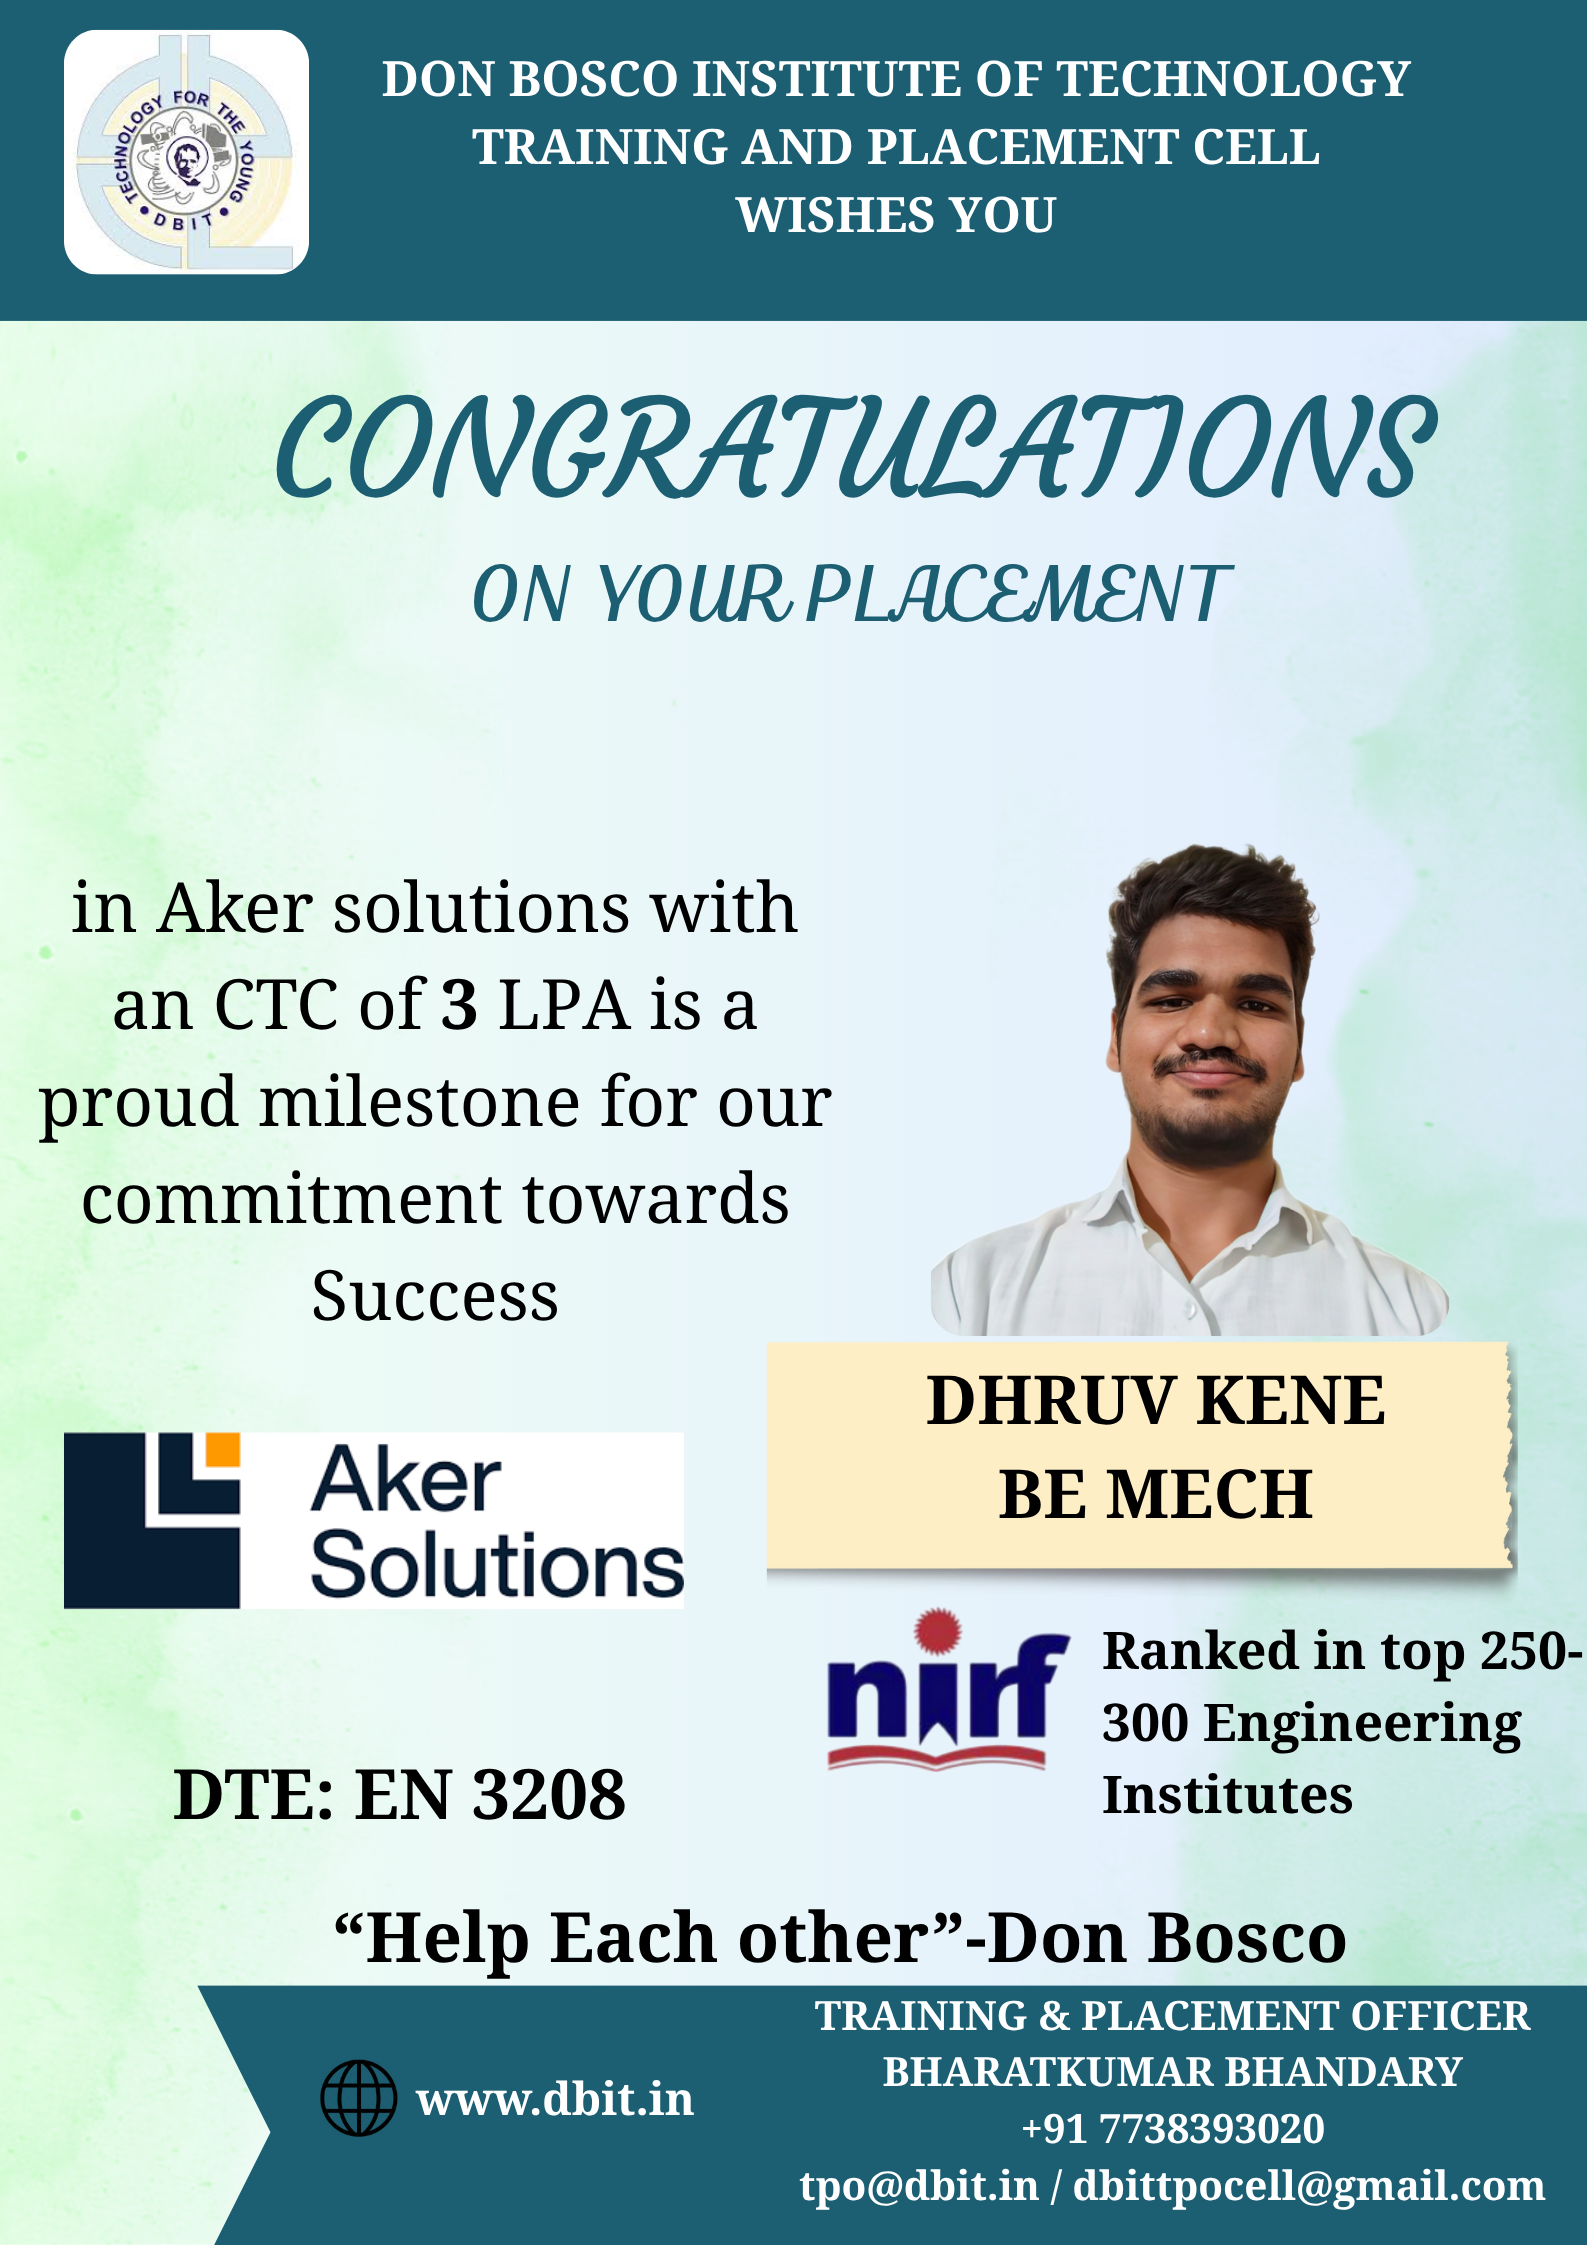 TECHNOLOGY FOR THE YOUNG
• DBIT •
DON BOSCO INSTITUTE OF TECHNOLOGY
TRAINING AND PLACEMENT CELL
WISHES YOU
CONGRATULATIONS
ON YOUR PLACEMENT
in Aker solutions with
an CTC of 3 LPA is a
proud milestone for our
commitment towards
Success
DHRUV KENE
BE MECH
Aker
Solutions
nirf
Ranked in top 250-
300 Engineering
Institutes
DTE: EN 3208
“Help Each other”-Don Bosco
www.dbit.in
TRAINING & PLACEMENT OFFICER
BHARATKUMAR BHANDARY
+91 7738393020
tpo@dbit.in / dbittpocell@gmail.com